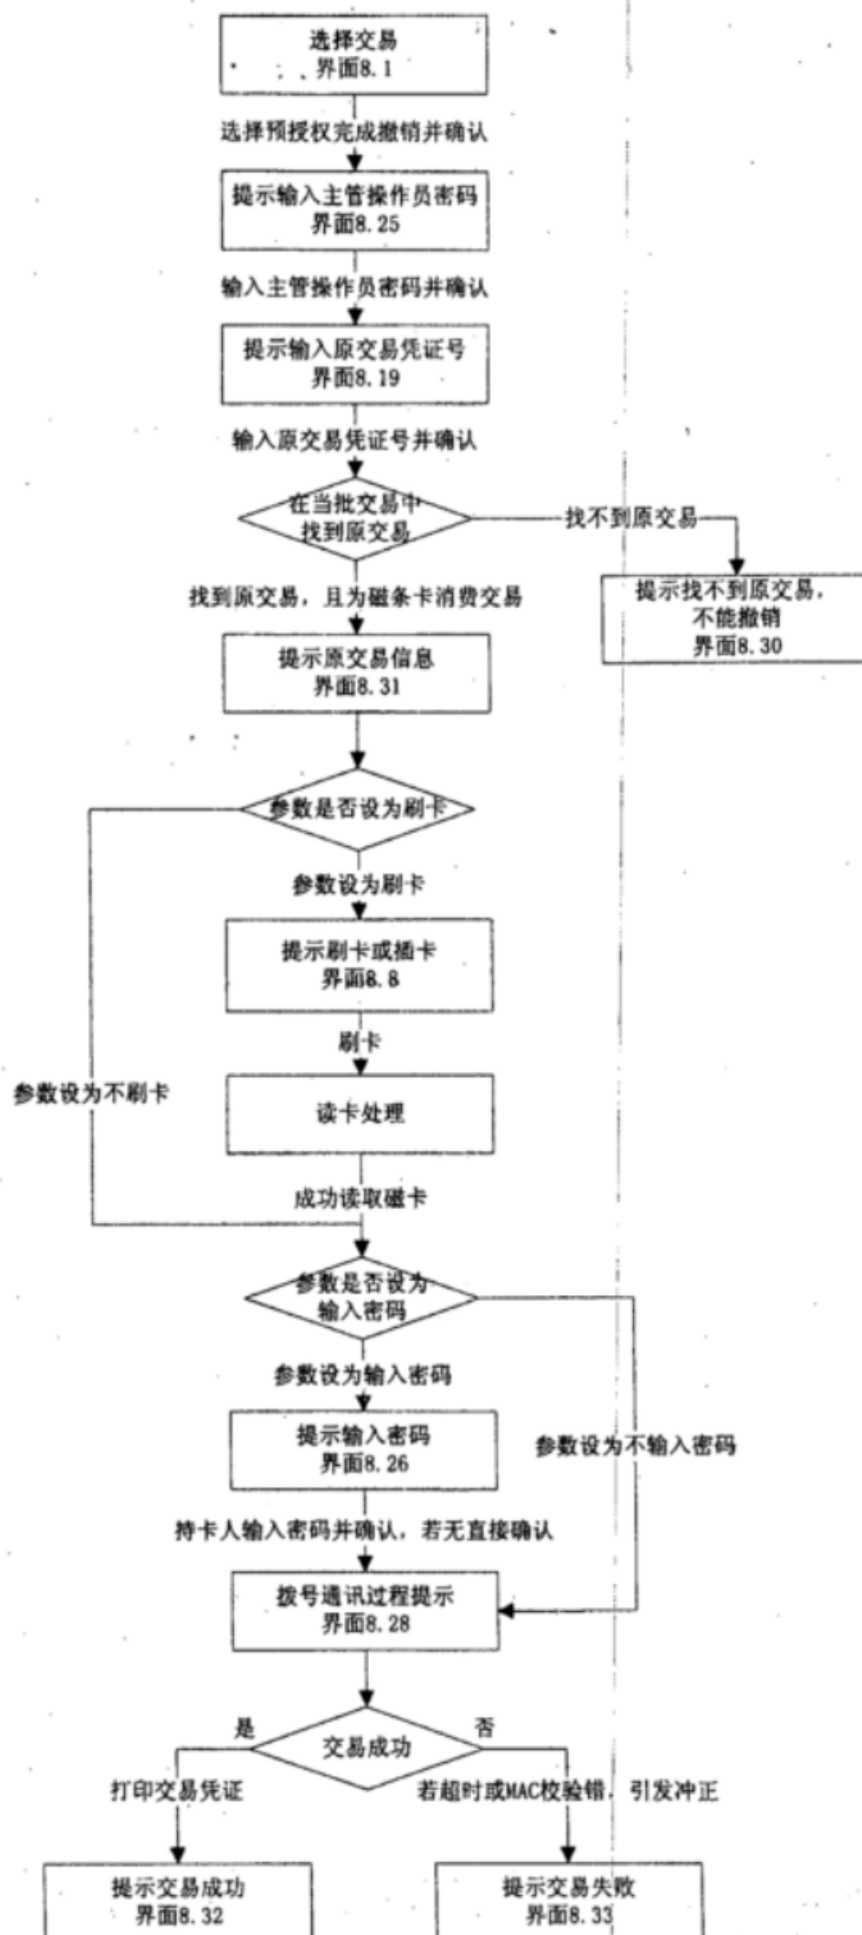 选择交易
界面8.1
选择预授权完成撤销并确认
提示输入主管操作员密码
界面8.25
输入主管操作员密码并确认
提示输入原交易凭证号
界面8.19
输入原交易凭证号并确认
在当批交易中
找到原交易
找不到原交易
提示找不到原交易，
不能撤销
界面8.30
找到原交易，且为磁条卡消费交易
提示原交易信息
界面8.31
参数是否设为刷卡
参数设为刷卡
提示刷卡或插卡
界面8.8
刷卡
参数设为不刷卡
读卡处理
成功读取磁卡
参数是否设为
输入密码
参数设为输入密码
提示输入密码
界面8.26
参数设为不输入密码
持卡人输入密码并确认，若无直接确认
拨号通讯过程提示
界面8.28
是
否
交易成功
打印交易凭证
若超时或MAC校验错，引发冲正
提示交易成功
界面8.32
提示交易失败
界面8.33